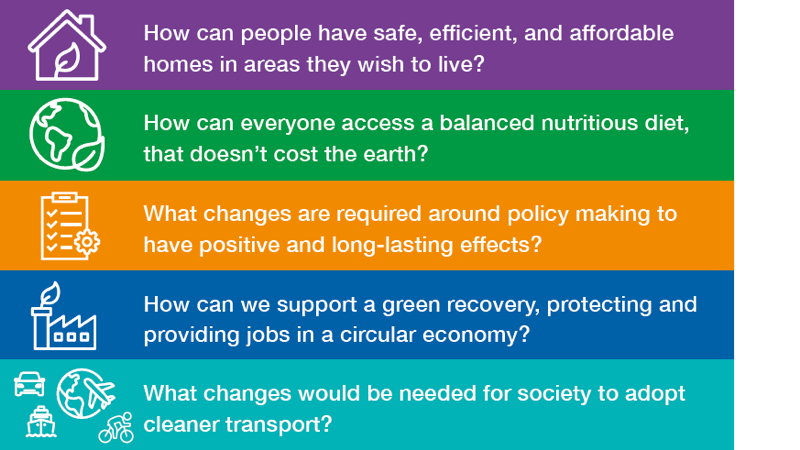 How can people have safe, efficient, and affordable
homes in areas they wish to live?
How can everyone access a balanced nutritious diet,
that doesn’t cost the earth?
What changes are required around policy making to
have positive and long-lasting effects?
How can we support a green recovery, protecting and
providing jobs in a circular economy?
What changes would be needed for society to adopt
cleaner transport?